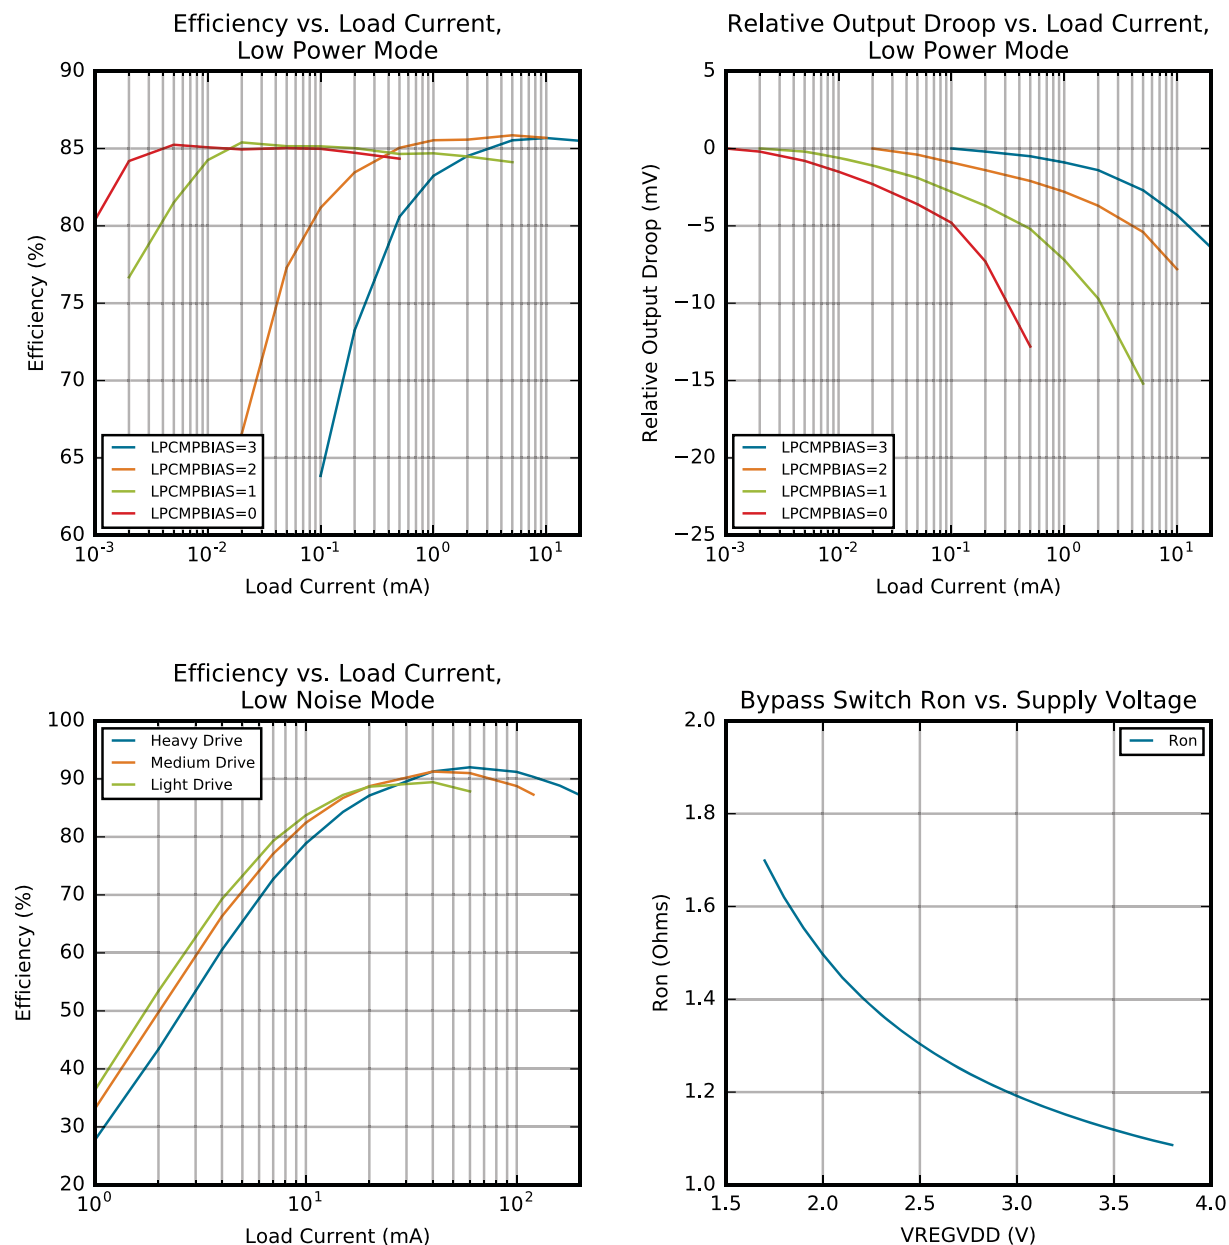 Efficiency vs. Load Current,
Low Power Mode
90
85
80
75
70
65
60
Efficiency (%)
LPCMPBIAS=3
LPCMPBIAS=2
LPCMPBIAS=1
LPCMPBIAS=0
10⁻³ 10⁻² 10⁻¹ 10⁰ 10¹
Load Current (mA)
Relative Output Droop vs. Load Current,
Low Power Mode
5
0
−5
−10
−15
−20
−25
Relative Output Droop (mV)
LPCMPBIAS=3
LPCMPBIAS=2
LPCMPBIAS=1
LPCMPBIAS=0
10⁻³ 10⁻² 10⁻¹ 10⁰ 10¹
Load Current (mA)
Efficiency vs. Load Current,
Low Noise Mode
100
90
80
70
60
50
40
30
20
Efficiency (%)
Heavy Drive
Medium Drive
Light Drive
10⁰ 10¹ 10²
Load Current (mA)
Bypass Switch Ron vs. Supply Voltage
2.0
1.8
1.6
1.4
1.2
1.0
Ron (Ohms)
Ron
1.5 2.0 2.5 3.0 3.5 4.0
VREGVDD (V)